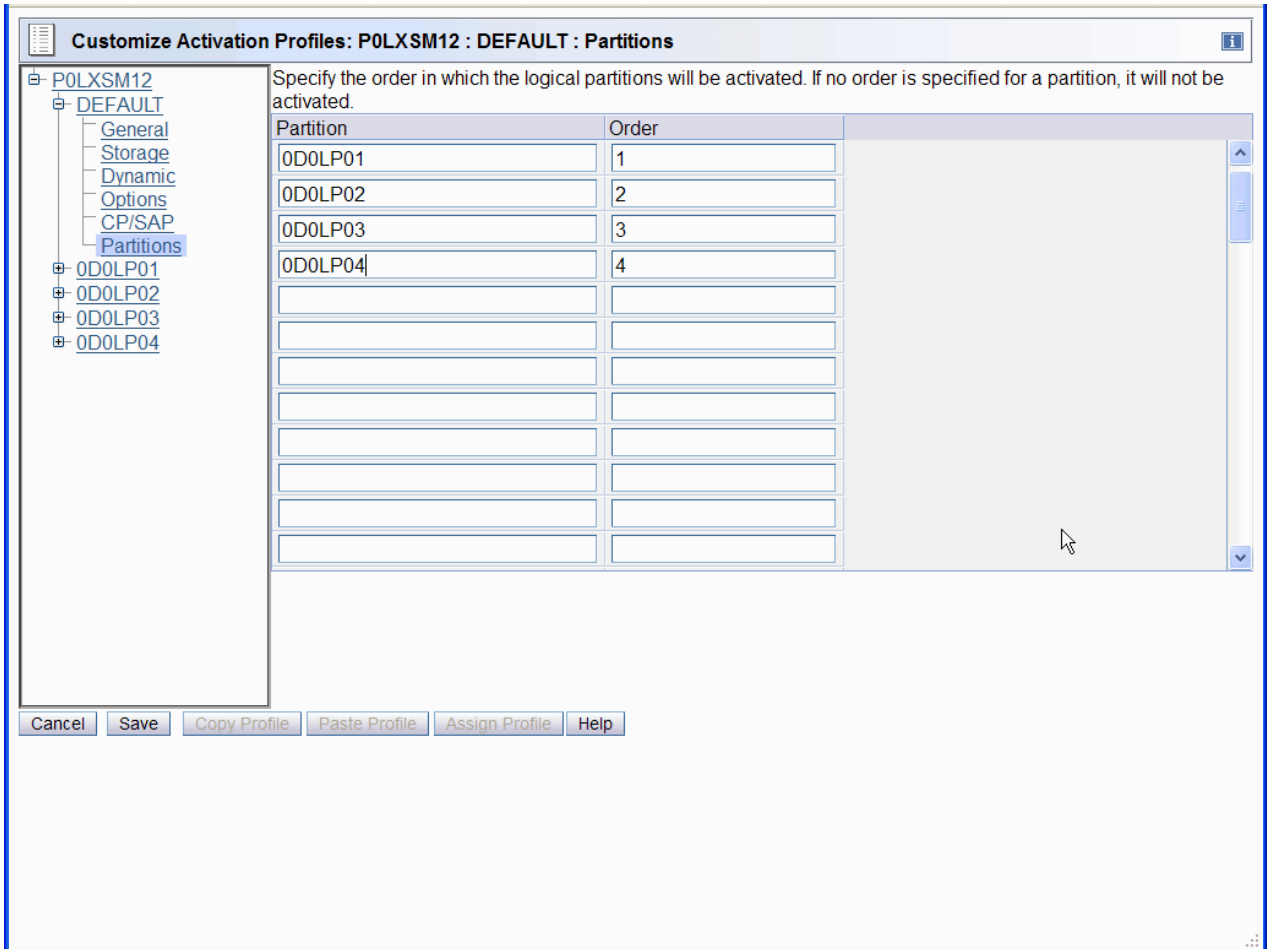 Customize Activation Profiles: P0LXSM12 : DEFAULT : Partitions
i
P0LXSM12
DEFAULT
General
Storage
Dynamic
Options
CP/SAP
Partitions
0D0LP01
0D0LP02
0D0LP03
0D0LP04
Specify the order in which the logical partitions will be activated. If no order is specified for a partition, it will not be
activated.
Partition Order
0D0LP01 1
0D0LP02 2
0D0LP03 3
0D0LP04 4
Cancel Save Copy Profile Paste Profile Assign Profile Help